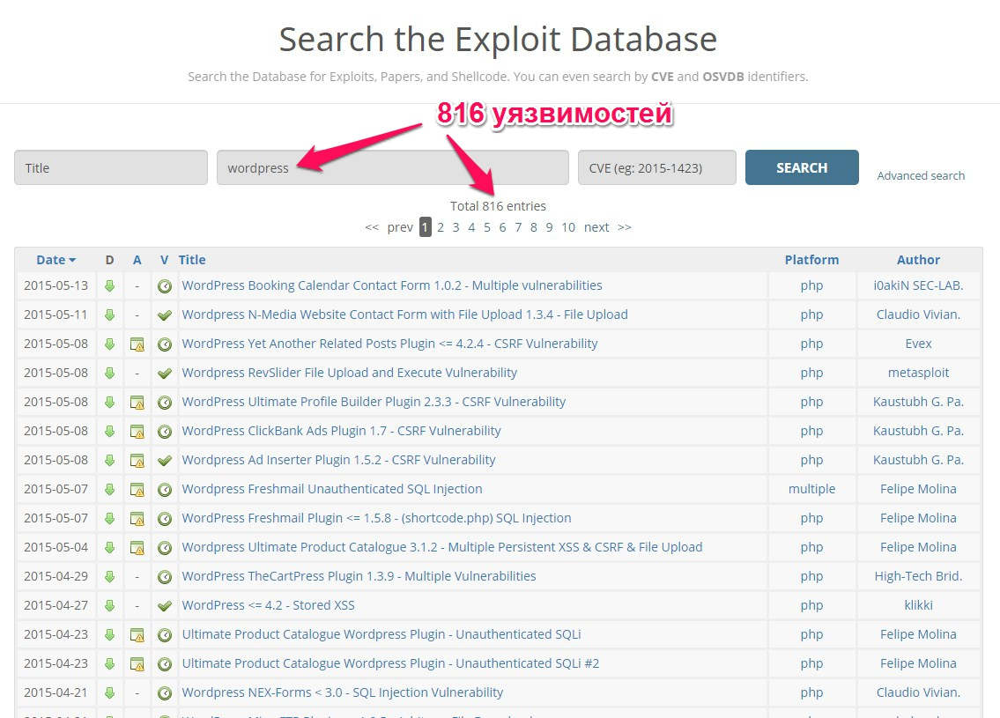 Search the Exploit Database
Search the Database for Exploits, Papers, and Shellcode. You can even search by CVE and OSVDB identifiers.
816 уязвимостей
Title wordpress CVE (eg: 2015-1423) SEARCH Advanced search
Total 816 entries
<< prev 1 2 3 4 5 6 7 8 9 10 next >>
Date D A V Title Platform Author
2015-05-13 - WordPress Booking Calendar Contact Form 1.0.2 - Multiple vulnerabilities php i0akiN SEC-LAB.
2015-05-11 - Wordpress N-Media Website Contact Form with File Upload 1.3.4 - File Upload php Claudio Vivian.
2015-05-08 WordPress Yet Another Related Posts Plugin <= 4.2.4 - CSRF Vulnerability php Evex
2015-05-08 - WordPress RevSlider File Upload and Execute Vulnerability php metasploit
2015-05-08 WordPress Ultimate Profile Builder Plugin 2.3.3 - CSRF Vulnerability php Kaustubh G. Pa.
2015-05-08 WordPress ClickBank Ads Plugin 1.7 - CSRF Vulnerability php Kaustubh G. Pa.
2015-05-08 Wordpress Ad Inserter Plugin 1.5.2 - CSRF Vulnerability php Kaustubh G. Pa.
2015-05-07 Wordpress Freshmail Unauthenticated SQL Injection multiple Felipe Molina
2015-05-07 WordPress Freshmail Plugin <= 1.5.8 - (shortcode.php) SQL Injection php Felipe Molina
2015-05-04 WordPress Ultimate Product Catalogue 3.1.2 - Multiple Persistent XSS & CSRF & File Upload php Felipe Molina
2015-04-29 - WordPress TheCartPress Plugin 1.3.9 - Multiple Vulnerabilities php High-Tech Brid.
2015-04-27 - WordPress <= 4.2 - Stored XSS php klikki
2015-04-23 Ultimate Product Catalogue Wordpress Plugin - Unauthenticated SQLi php Felipe Molina
2015-04-23 Ultimate Product Catalogue Wordpress Plugin - Unauthenticated SQLi #2 php Felipe Molina
2015-04-21 - Wordpress NEX-Forms < 3.0 - SQL Injection Vulnerability php Claudio Vivian.